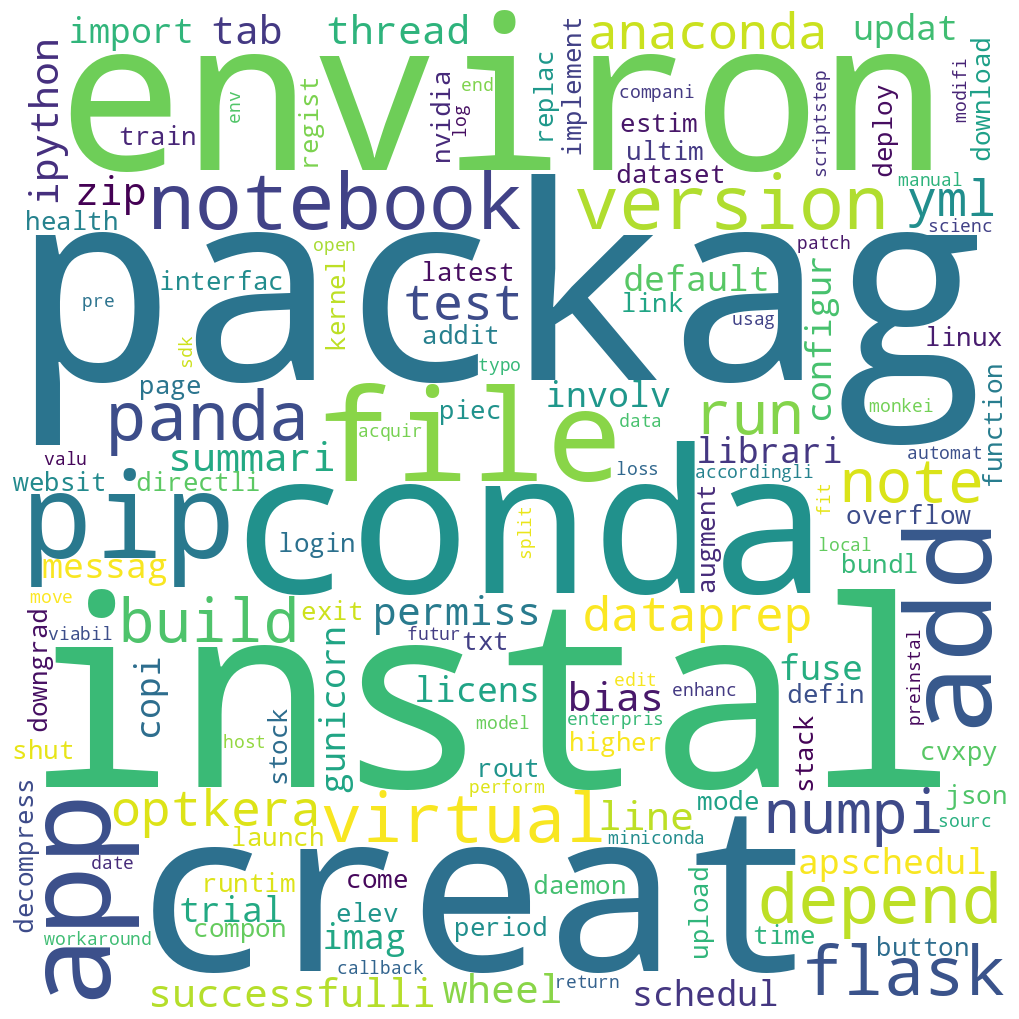 import
tab
thread
anaconda
updat
ipython
environ
env
train
regist
nvidia
log
end
replac
implement
compani
estim
ultim
dataset
scriptstep
deploy
modifi
download
zip
notebook
version
manual
yml
scienc
health
packag
open
interfac
pre
sdk
kernel
latest
test
addit
typo
default
link
usag
patch
configur
linux
page
panda
file
piec
acquir
involv
data
run
librari
monkei
function
automat
valu
summari
websit
directli
loss
accordingli
note
pip
conda
login
split
augment
fit
overflow
local
bundl
add
messag
move
viabil
build
exit
permiss
futur
txt
dataprep
downgrad
copi
instal
stock
host
gunicorn
licens
model
bias
edit
enterpris
enhanc
higher
fuse
defin
stack
preinstal
cvxpy
shut
rout
perform
optkera
launch
virtual
line
miniconda
mode
numpi
json
sourc
decompress
app
date
creat
runtim
trial
compon
come
elev
imag
period
daemon
callback
return
upload
apschedul
depend
time
button
workaround
successfulli
wheel
schedul
flask